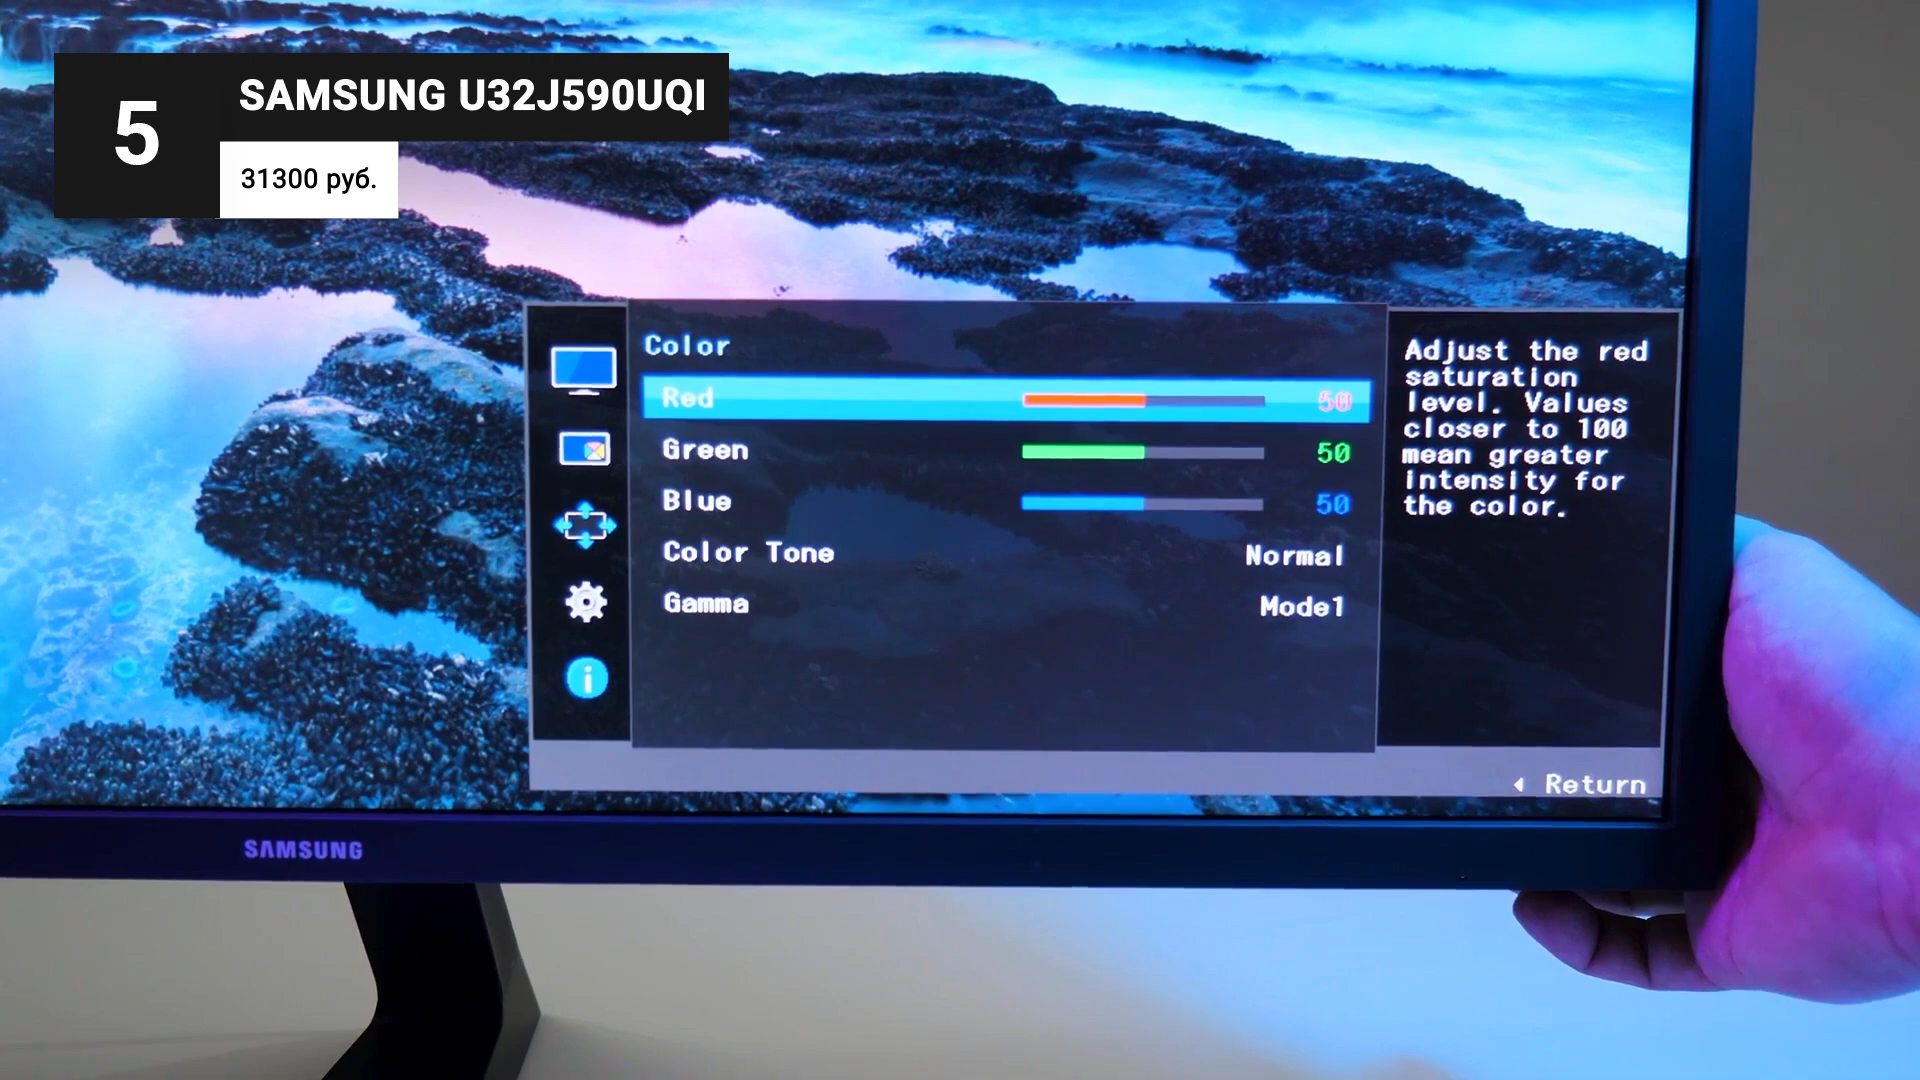 5
SAMSUNG U32J590UQI
31300 руб.
Color
Red 50
Green 50
Blue 50
Color Tone Normal
Gamma Mode1
Adjust the red
saturation
level. Values
closer to 100
mean greater
intensity for
the color.
Return
SAMSUNG